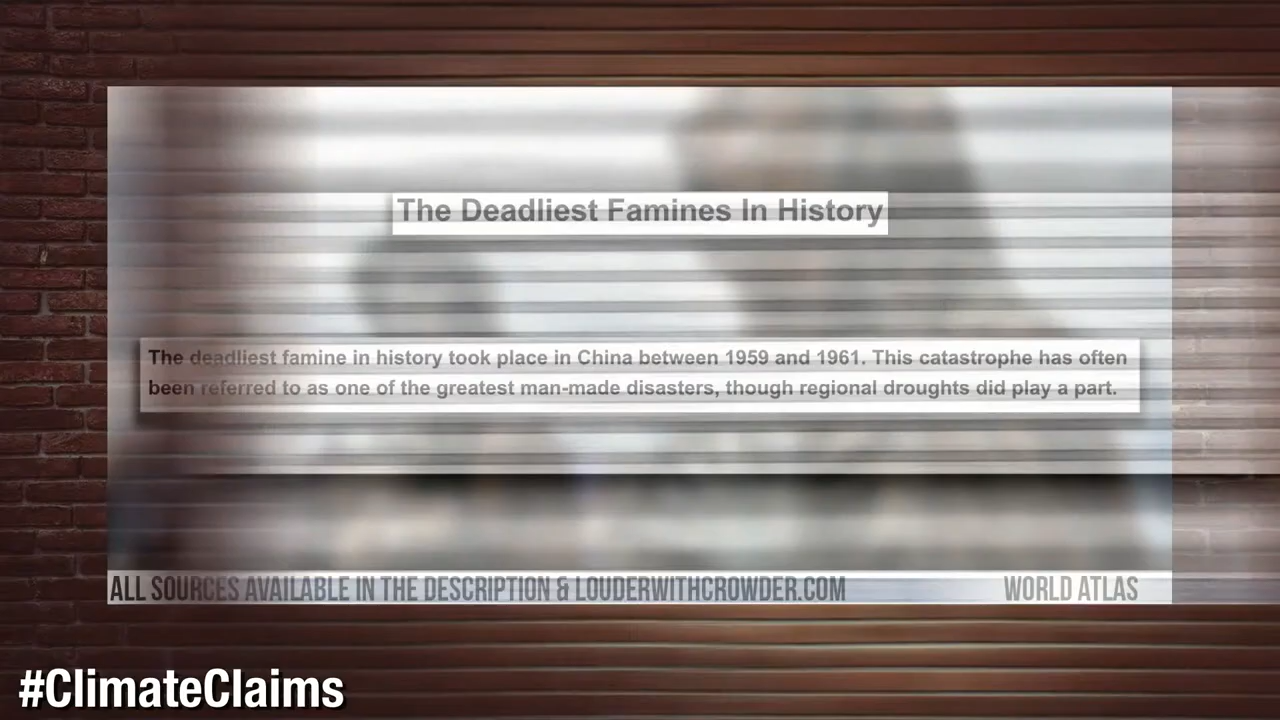 The Deadliest Famines In History
The deadliest famine in history took place in China between 1959 and 1961. This catastrophe has often
been referred to as one of the greatest man-made disasters, though regional droughts did play a part.
ALL SOURCES AVAILABLE IN THE DESCRIPTION & LOUDERWITHCROWDER.COM
WORLD ATLAS
#ClimateClaims